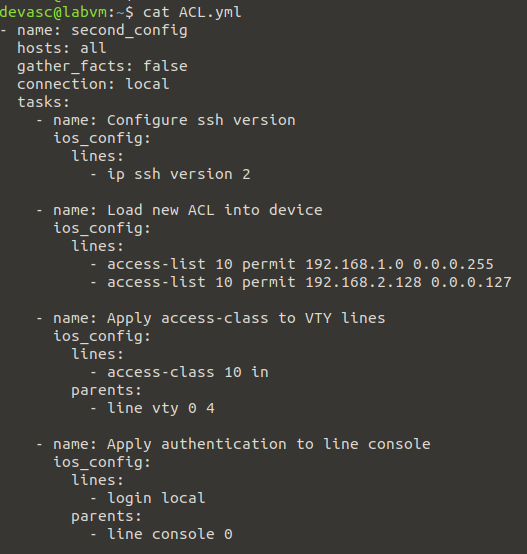 devasc@labvm:~$ cat ACL.yml
- name: second_config
  hosts: all
  gather_facts: false
  connection: local
  tasks:
    - name: Configure ssh version
      ios_config:
        lines:
          - ip ssh version 2

    - name: Load new ACL into device
      ios_config:
        lines:
          - access-list 10 permit 192.168.1.0 0.0.0.255
          - access-list 10 permit 192.168.2.128 0.0.0.127

    - name: Apply access-class to VTY lines
      ios_config:
        lines:
          - access-class 10 in
        parents:
          - line vty 0 4

    - name: Apply authentication to line console
      ios_config:
        lines:
          - login local
        parents:
          - line console 0